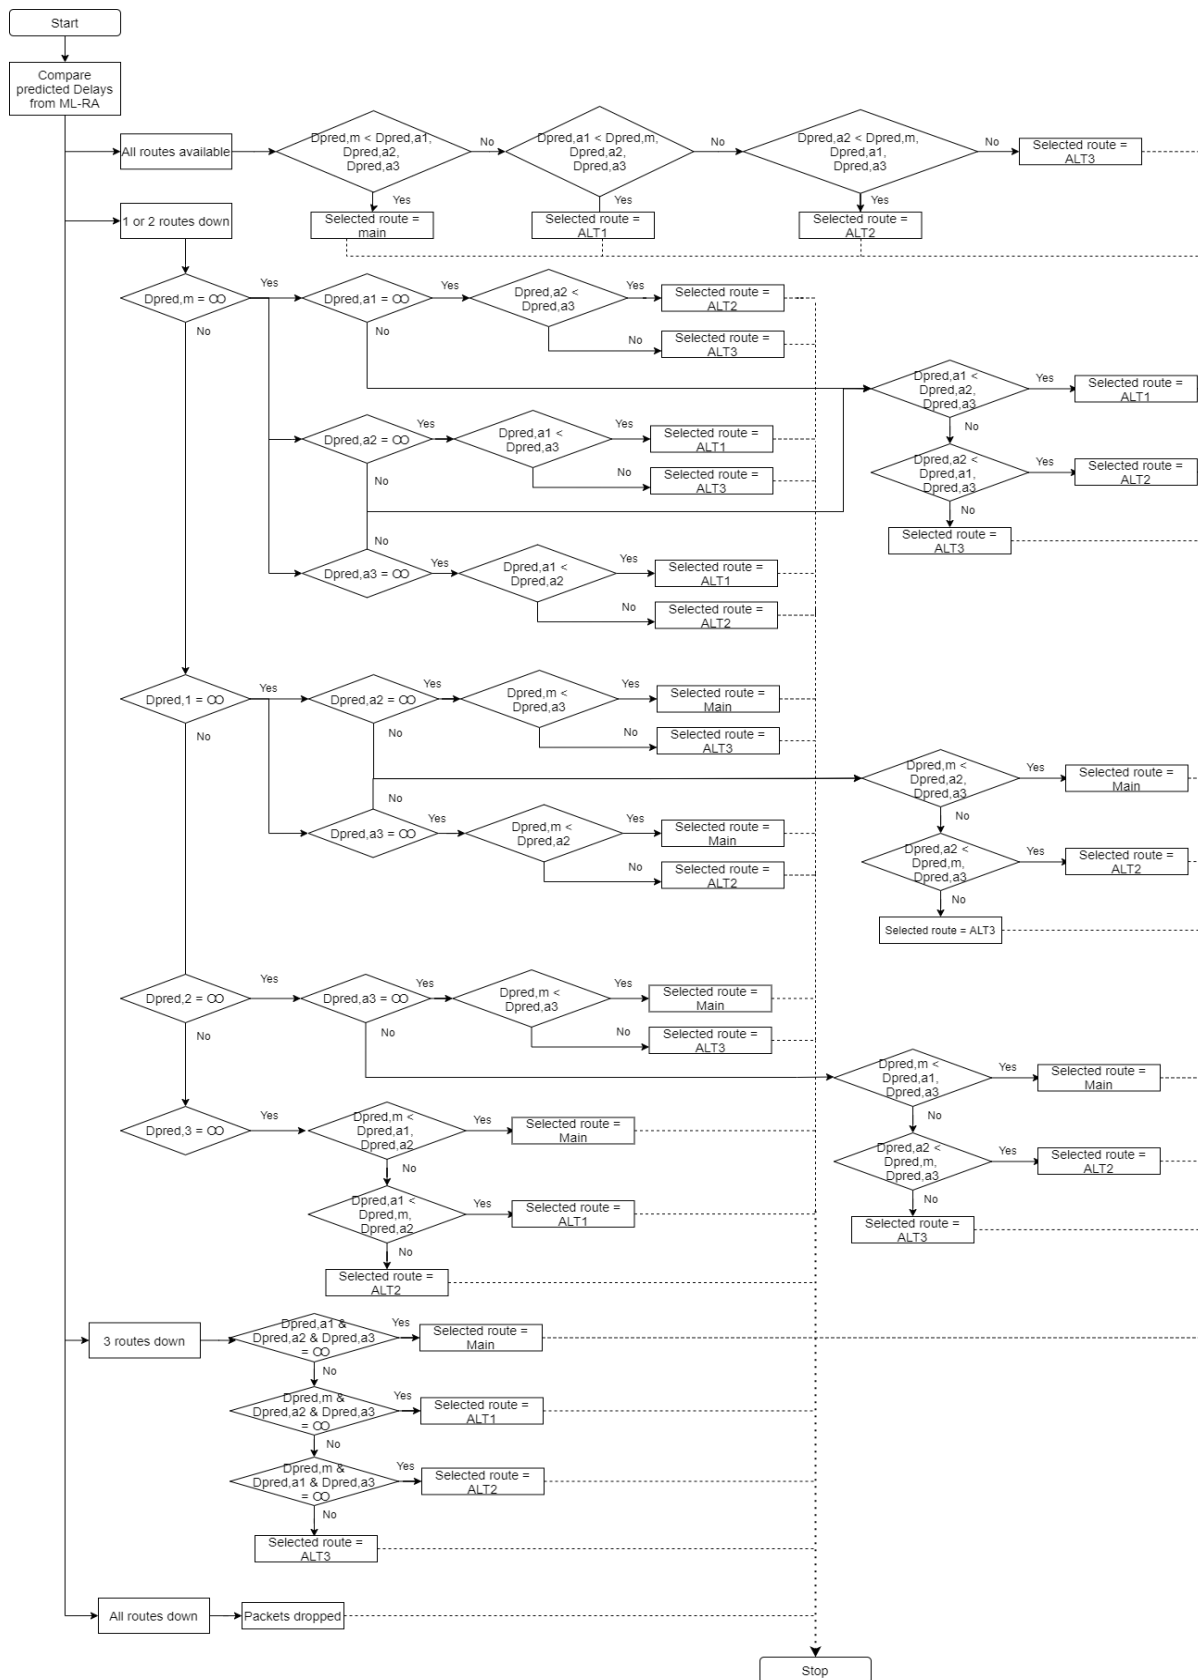 Start
Compare
predicted Delays
from ML-RA
All routes available
Dpred,m < Dpred,a1,
Dpred,a2,
Dpred,a3
No
Dpred,a1 < Dpred,m,
Dpred,a2,
Dpred,a3
No
Dpred,a2 < Dpred,m,
Dpred,a1,
Dpred,a3
No
Selected route =
ALT3
Yes
Yes
Yes
1 or 2 routes down
Selected route =
main
Selected route =
ALT1
Selected route =
ALT2
Dpred,m = ∞
Yes
No
Dpred,a1 = ∞
Yes
No
Dpred,a2 <
Dpred,a3
Yes
Selected route =
ALT2
No
Selected route =
ALT3
Dpred,a1 <
Dpred,a2,
Dpred,a3
Yes
Selected route =
ALT1
No
Dpred,a2 = ∞
Yes
No
Dpred,a1 <
Dpred,a3
Yes
Selected route =
ALT1
No
Selected route =
ALT3
Dpred,a2 <
Dpred,a1,
Dpred,a3
Yes
Selected route =
ALT2
No
Selected route =
ALT3
No
Dpred,a3 = ∞
Yes
Dpred,a1 <
Dpred,a2
Yes
Selected route =
ALT1
No
Selected route =
ALT2
Dpred,1 = ∞
Yes
No
Dpred,a2 = ∞
Yes
No
Dpred,m <
Dpred,a3
Yes
Selected route =
Main
No
Selected route =
ALT3
Dpred,m <
Dpred,a2,
Dpred,a3
Yes
Selected route =
Main
No
No
Dpred,a3 = ∞
Yes
Dpred,m <
Dpred,a2
Yes
Selected route =
Main
No
Selected route =
ALT2
Dpred,a2 <
Dpred,m,
Dpred,a3
Yes
Selected route =
ALT2
No
Selected route = ALT3
Dpred,2 = ∞
Yes
No
Dpred,a3 = ∞
Yes
No
Dpred,m <
Dpred,a3
Yes
Selected route =
Main
No
Selected route =
ALT3
Dpred,m <
Dpred,a1,
Dpred,a3
Yes
Selected route =
Main
No
Dpred,3 = ∞
Yes
Dpred,m <
Dpred,a1,
Dpred,a2
Yes
Selected route =
Main
No
Dpred,a2 <
Dpred,m,
Dpred,a3
Yes
Selected route =
ALT2
No
Selected route =
ALT3
Dpred,a1 <
Dpred,m,
Dpred,a2
Yes
Selected route =
ALT1
No
Selected route =
ALT2
3 routes down
Dpred,a1 &
Dpred,a2 & Dpred,a3
= ∞
Yes
Selected route =
Main
No
Dpred,m &
Dpred,a2 & Dpred,a3
= ∞
Yes
Selected route =
ALT1
No
Dpred,m &
Dpred,a1 & Dpred,a3
= ∞
Yes
Selected route =
ALT2
No
Selected route =
ALT3
All routes down
Packets dropped
Stop